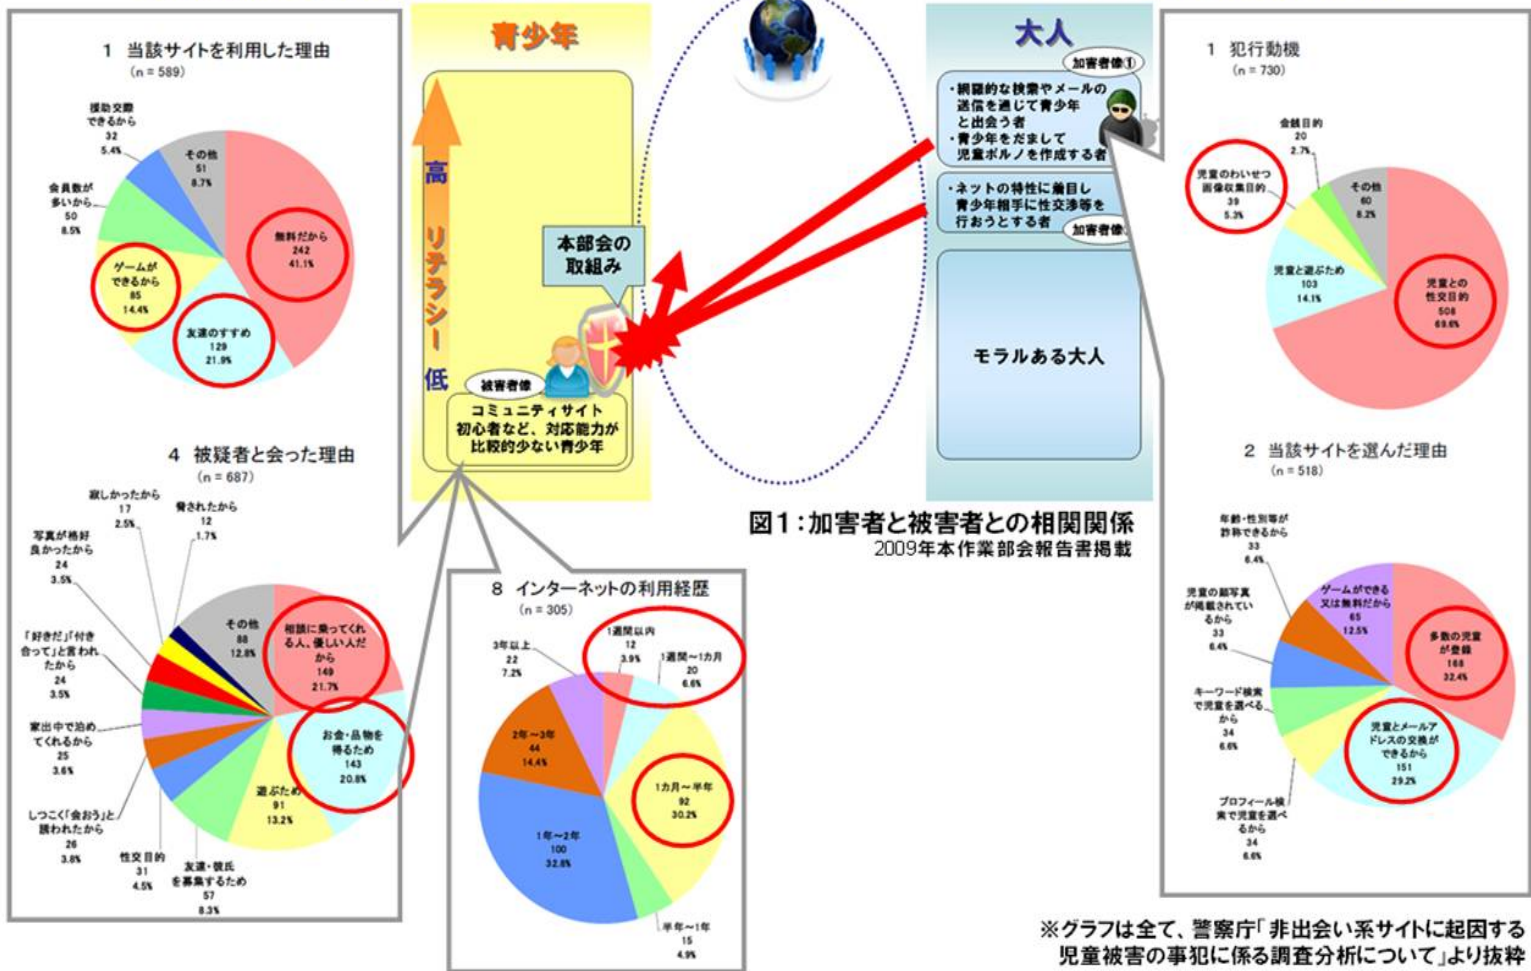 1 当該サイトを利用した理由
(n = 589)
援助交際
できるから
32
5.4%
その他
51
8.7%
会員数が
多いから
50
8.5%
無料だから
242
41.1%
ゲームが
できるから
85
14.4%
友達のすすめ
129
21.9%
4 被疑者と会った理由
(n = 687)
寂しかったから
17
2.5%
脅されたから
12
1.7%
写真が格好
良かったから
24
3.5%
その他
88
12.8%
相談に乗ってくれ
る人、優しい人だ
から
149
21.7%
「好きだ」「付き
合って」と言われ
たから
24
3.5%
お金・品物を
得るため
143
20.8%
家出中で泊め
てくれるから
25
3.6%
遊ぶため
91
13.2%
しつこく「会おう」と
誘われたから
26
3.8%
性交目的
31
4.5%
友達・彼氏
を募集するため
57
8.3%
青少年
高
リテラシー
低
本部会の
取組み
被害者像
コミュニティサイト
初心者など、対応能力が
比較的少ない青少年
大人
加害者像①
・網羅的な検索やメールの
送信を通じて青少年
と出会う者
・青少年をだまして
児童ポルノを作成する者
・ネットの特性に着目し
青少年相手に性交渉等を
行おうとする者
加害者像
モラルある大人
図1:加害者と被害者との相関関係
2009年本作業部会報告書掲載
8 インターネットの利用経歴
(n = 305)
1週間以内
12
3.9%
3年以上
22
7.2%
1週間~1カ月
20
6.6%
2年~3年
44
14.4%
1カ月~半年
92
30.2%
1年~2年
100
32.8%
半年~1年
15
4.9%
1 犯行動機
(n = 730)
金銭目的
20
2.7%
児童のわいせつ
画像収集目的
39
5.3%
その他
60
8.2%
児童と遊ぶため
103
14.1%
児童との
性交目的
508
69.6%
2 当該サイトを選んだ理由
(n = 518)
年齢・性別等が
詐称できるから
33
6.4%
児童の顔写真
が掲載されてい
るから
33
6.4%
ゲームができる
又は無料だから
65
12.5%
多数の児童
が登録
168
32.4%
キーワード検索
で児童を選べる
から
34
6.6%
児童とメールア
ドレスの交換が
できるから
151
29.2%
プロフィール検
索で児童を選べ
るから
34
6.6%
※グラフは全て、警察庁「非出会い系サイトに起因する
児童被害の事犯に係る調査分析について」より抜粋